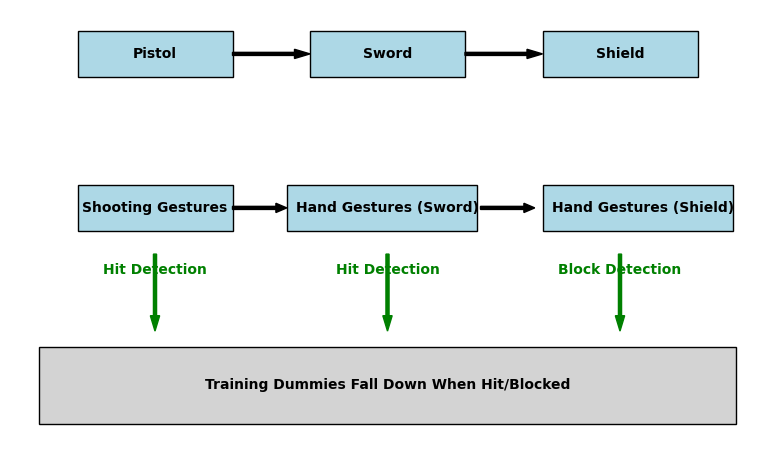 Pistol
Sword
Shield
Shooting Gestures
Hand Gestures (Sword)
Hand Gestures (Shield)
Hit Detection
Hit Detection
Block Detection
Training Dummies Fall Down When Hit/Blocked